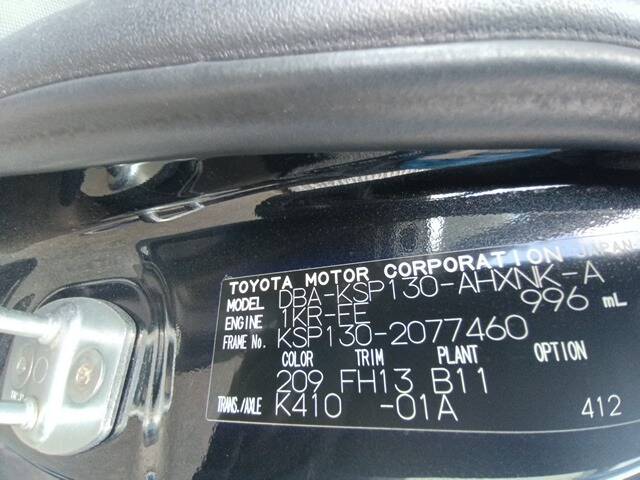 TOYOTA MOTOR CORPORATION JAPAN
MODEL DBA-KSP130-AHXNK-A
ENGINE 1KR-FE 996 mL
FRAME No. KSP130-2077460
COLOR TRIM PLANT OPTION
209 FH13 B11
TRANS./AXLE K410 -01A 412